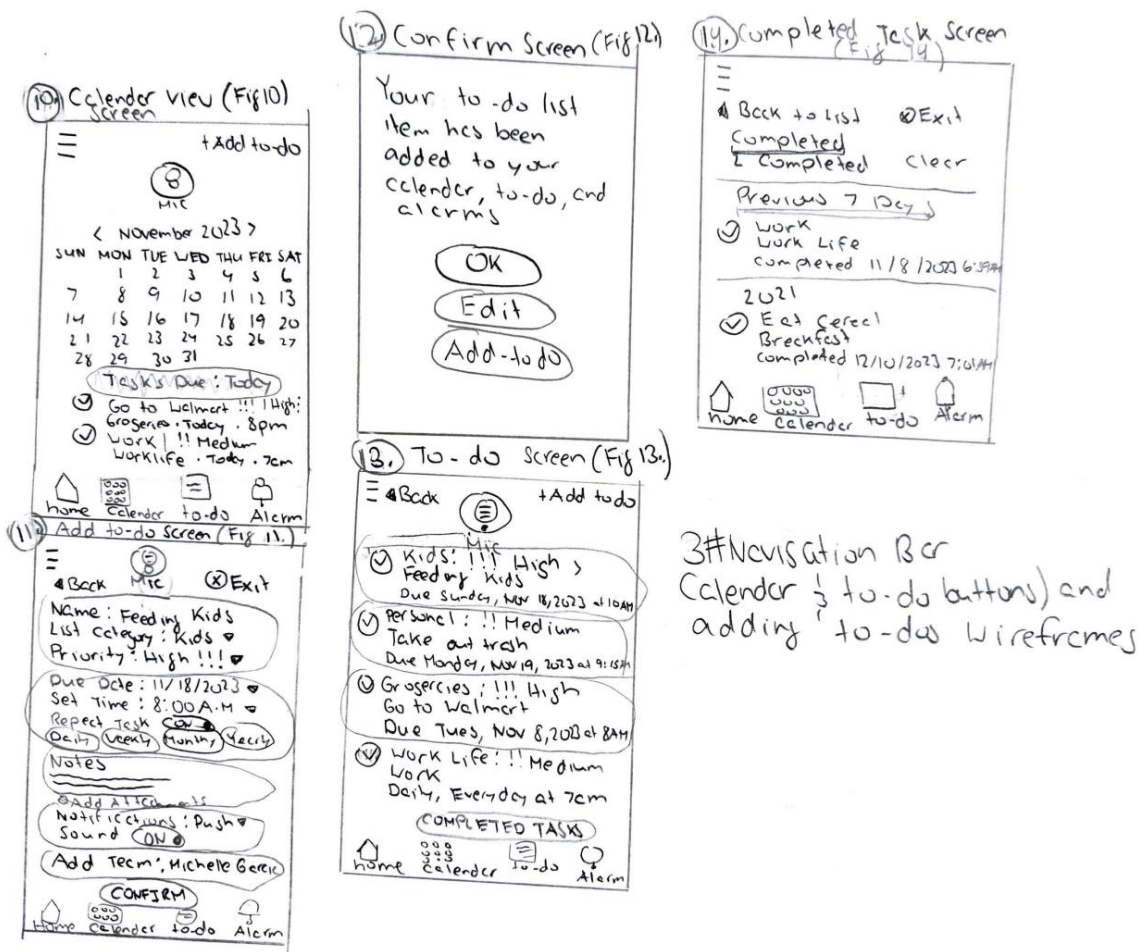 10. Calender view (Fig10)
Screen
+Add to-do
Mic
< November 2023 >
SUN MON TUE WED THU FRI SAT
1 2 3 4 5 6
7 8 9 10 11 12 13
14 15 16 17 18 19 20
21 22 23 24 25 26 27
28 29 30 31
Tasks Due: Today
Go to Walmart !!! High
Groseries . Today . 8pm
Work | !! Medium
Worklife . Today . 7am
home Calender to-do Alarm
11. Add to-do Screen (Fig 11.)
Back Mic Exit
Name: Feeding Kids
List Category: Kids
Priority: High !!!
Due Date: 11/18/2023
Set Time: 8:00 A.M
Repeat Task ON
Daily Weekly Monthly Yearly
Notes
Add Attachments
Notifications: Push
Sound ON
Add Team: Michelle Garcia
CONFIRM
Home Calender to-do Alarm
12. Confirm Screen (Fig 12.)
Your to-do list
item has been
added to your
calender, to-do, and
alarms
OK
Edit
Add-to do
13. To-do Screen (Fig 13.)
Back +Add to do
Mic
Kids: !!! High >
Feeding Kids
Due Sunday, Nov 18, 2023 at 10AM
Personal: !! Medium
Take out trash
Due Monday, Nov 19, 2023 at 9:15AM
Grosercies: !!! High
Go to Walmart
Due Tues, Nov 8, 2023 at 8AM
Work Life: !! Medium
Work
Daily, Everyday at 7am
COMPLETED TASKS
home Calender to-do Alarm
14. Completed Task Screen
(Fig 14)
Back to List Exit
Completed
2 Completed Clear
Previous 7 Days
Work
Work Life
Completed 11/8/2023 6:59AM
2021
Eat Cereal
Breakfast
Completed 12/10/2023 7:01AM
home Calender to-do Alarm
3#Navigation Bar
Calendar & to-do buttons) and
adding to-dos Wireframes